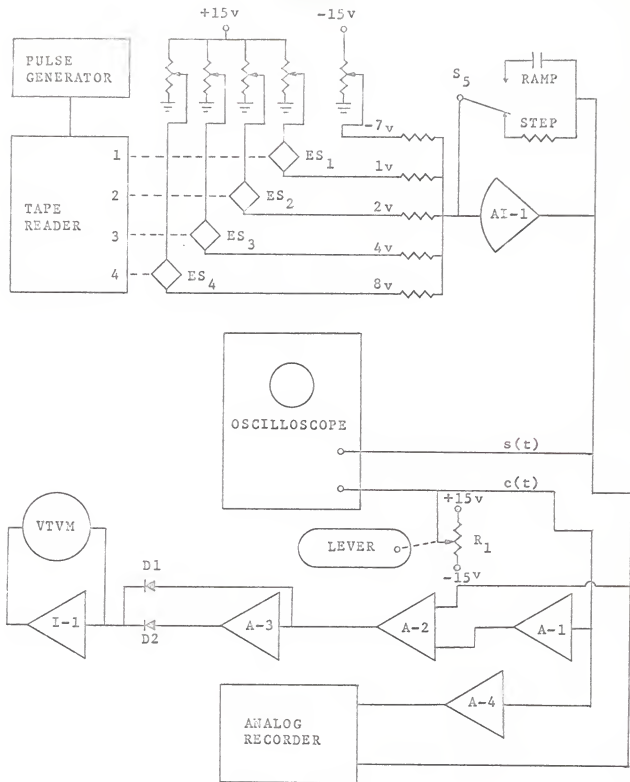 +15v
-15v
PULSE
GENERATOR
S5
RAMP
STEP
-7v
1
ES1
1v
2
ES2
2v
AI-1
TAPE
READER
3
ES3
4v
4
ES4
8v
OSCILLOSCOPE
s(t)
c(t)
+15v
VTVM
LEVER
R1
-15v
D1
I-1
D2
A-3
A-2
A-1
A-4
ANALOG
RECORDER